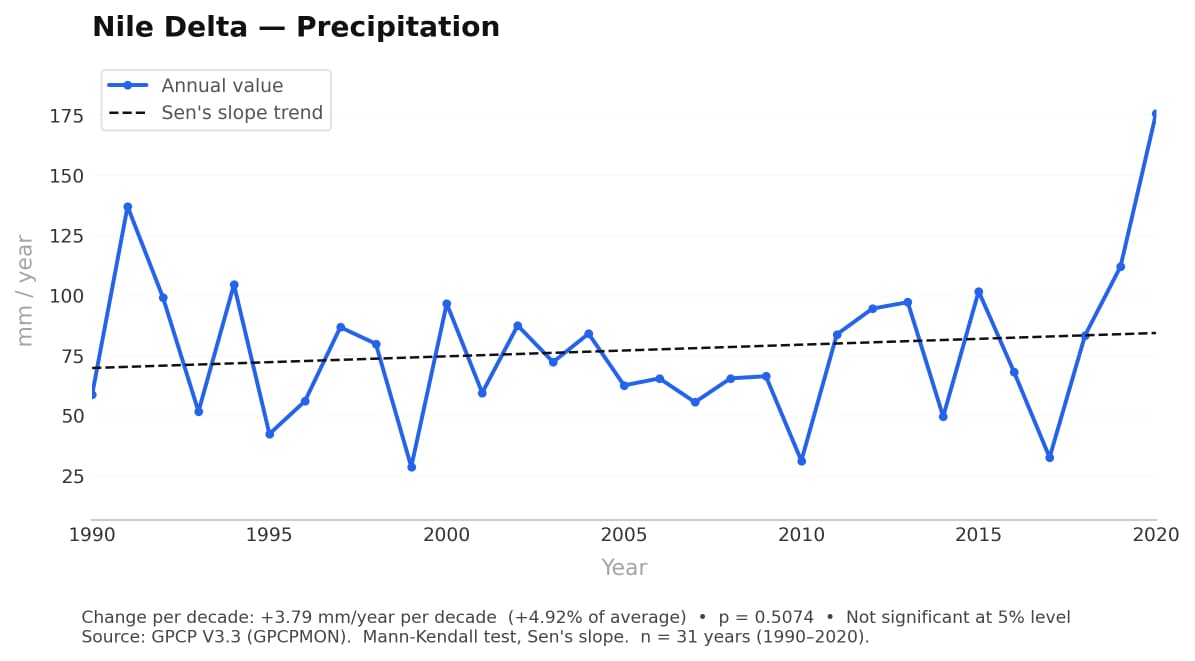 Nile Delta — Precipitation
Annual value
Sen's slope trend
175
150
125
100
75
50
25
mm / year
1990 1995 2000 2005 2010 2015 2020
Year
Change per decade: +3.79 mm/year per decade (+4.92% of average) • p = 0.5074 • Not significant at 5% level
Source: GPCP V3.3 (GPCPMON). Mann-Kendall test, Sen's slope. n = 31 years (1990–2020).